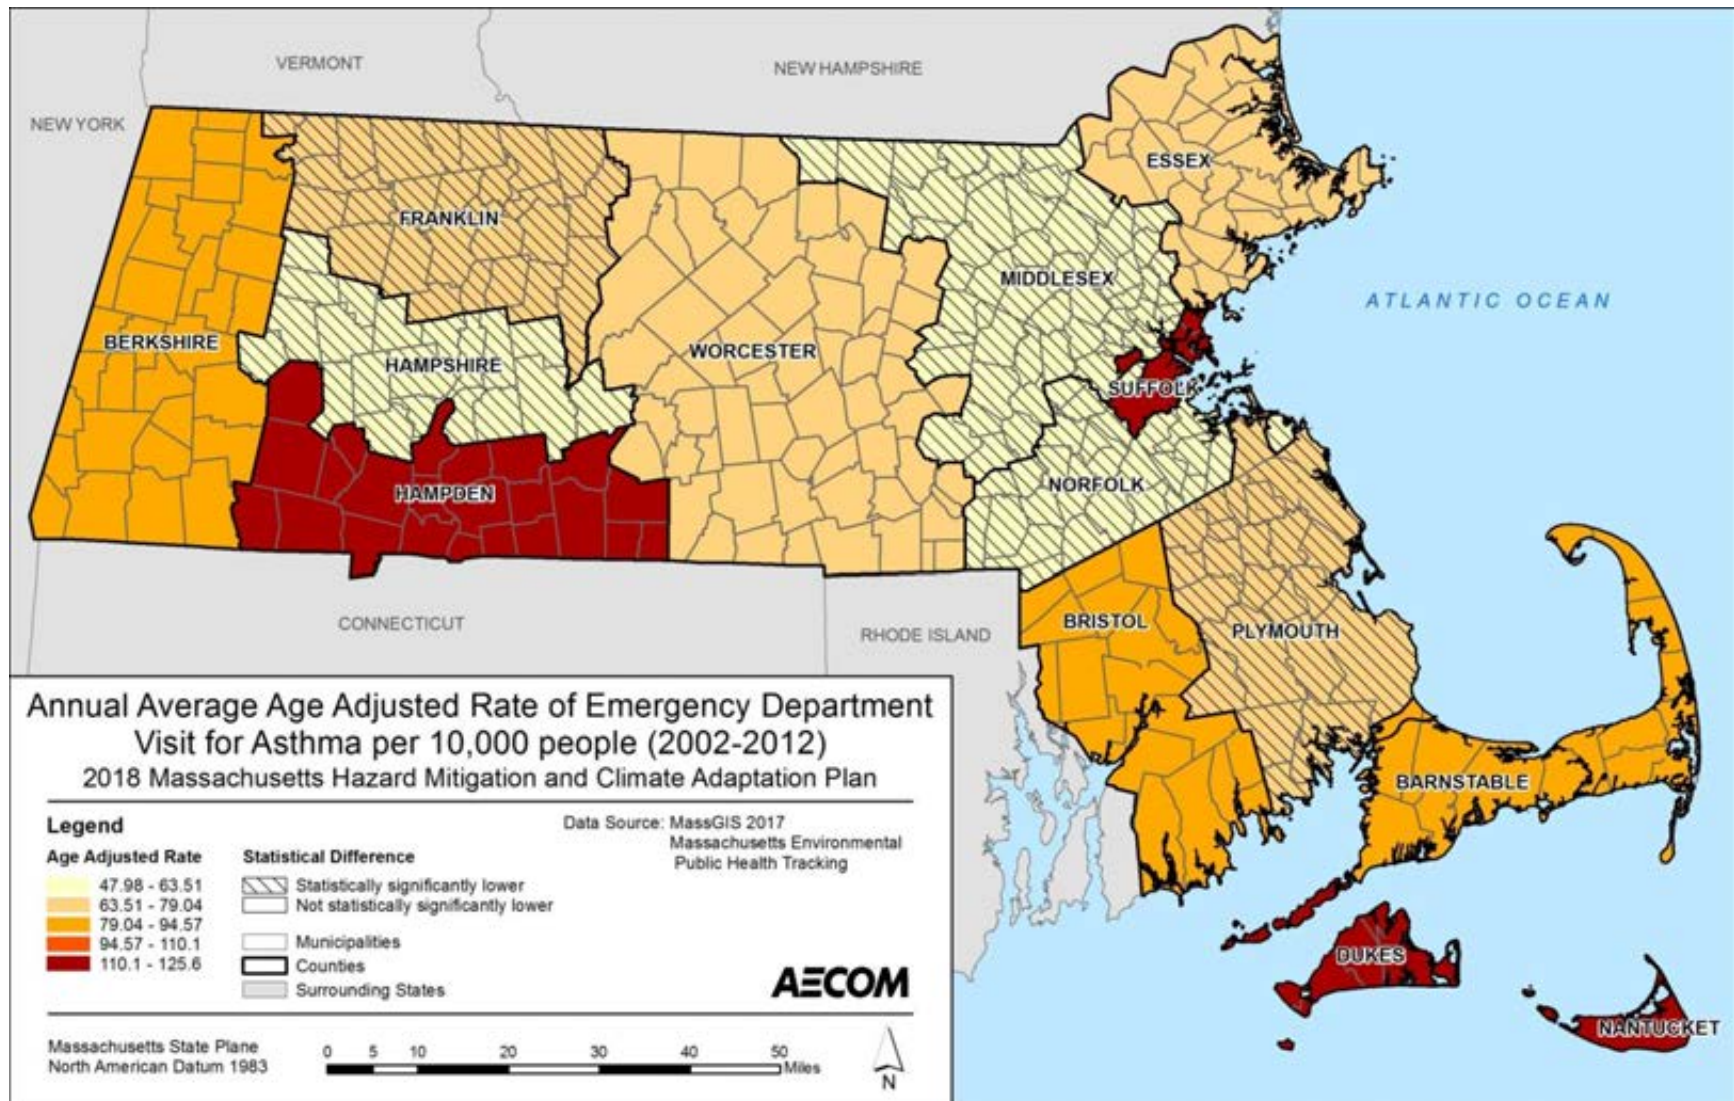 VERMONT
NEW HAMPSHIRE
NEW YORK
ESSEX
FRANKLIN
MIDDLESEX
ATLANTIC OCEAN
BERKSHIRE
WORCESTER
HAMPSHIRE
SUFFOLK
HAMPDEN
NORFOLK
CONNECTICUT
RHODE ISLAND
BRISTOL
PLYMOUTH
BARNSTABLE
DUKES
NANTUCKET
Annual Average Age Adjusted Rate of Emergency Department
Visit for Asthma per 10,000 people (2002-2012)
2018 Massachusetts Hazard Mitigation and Climate Adaptation Plan
Legend
Data Source: MassGIS 2017
Massachusetts Environmental
Public Health Tracking
Age Adjusted Rate
47.98 - 63.51
63.51 - 79.04
79.04 - 94.57
94.57 - 110.1
110.1 - 125.6
Statistical Difference
Statistically significantly lower
Not statistically significantly lower
Municipalities
Counties
Surrounding States
AECOM
Massachusetts State Plane
North American Datum 1983
0 5 10 20 30 40 50
Miles
N